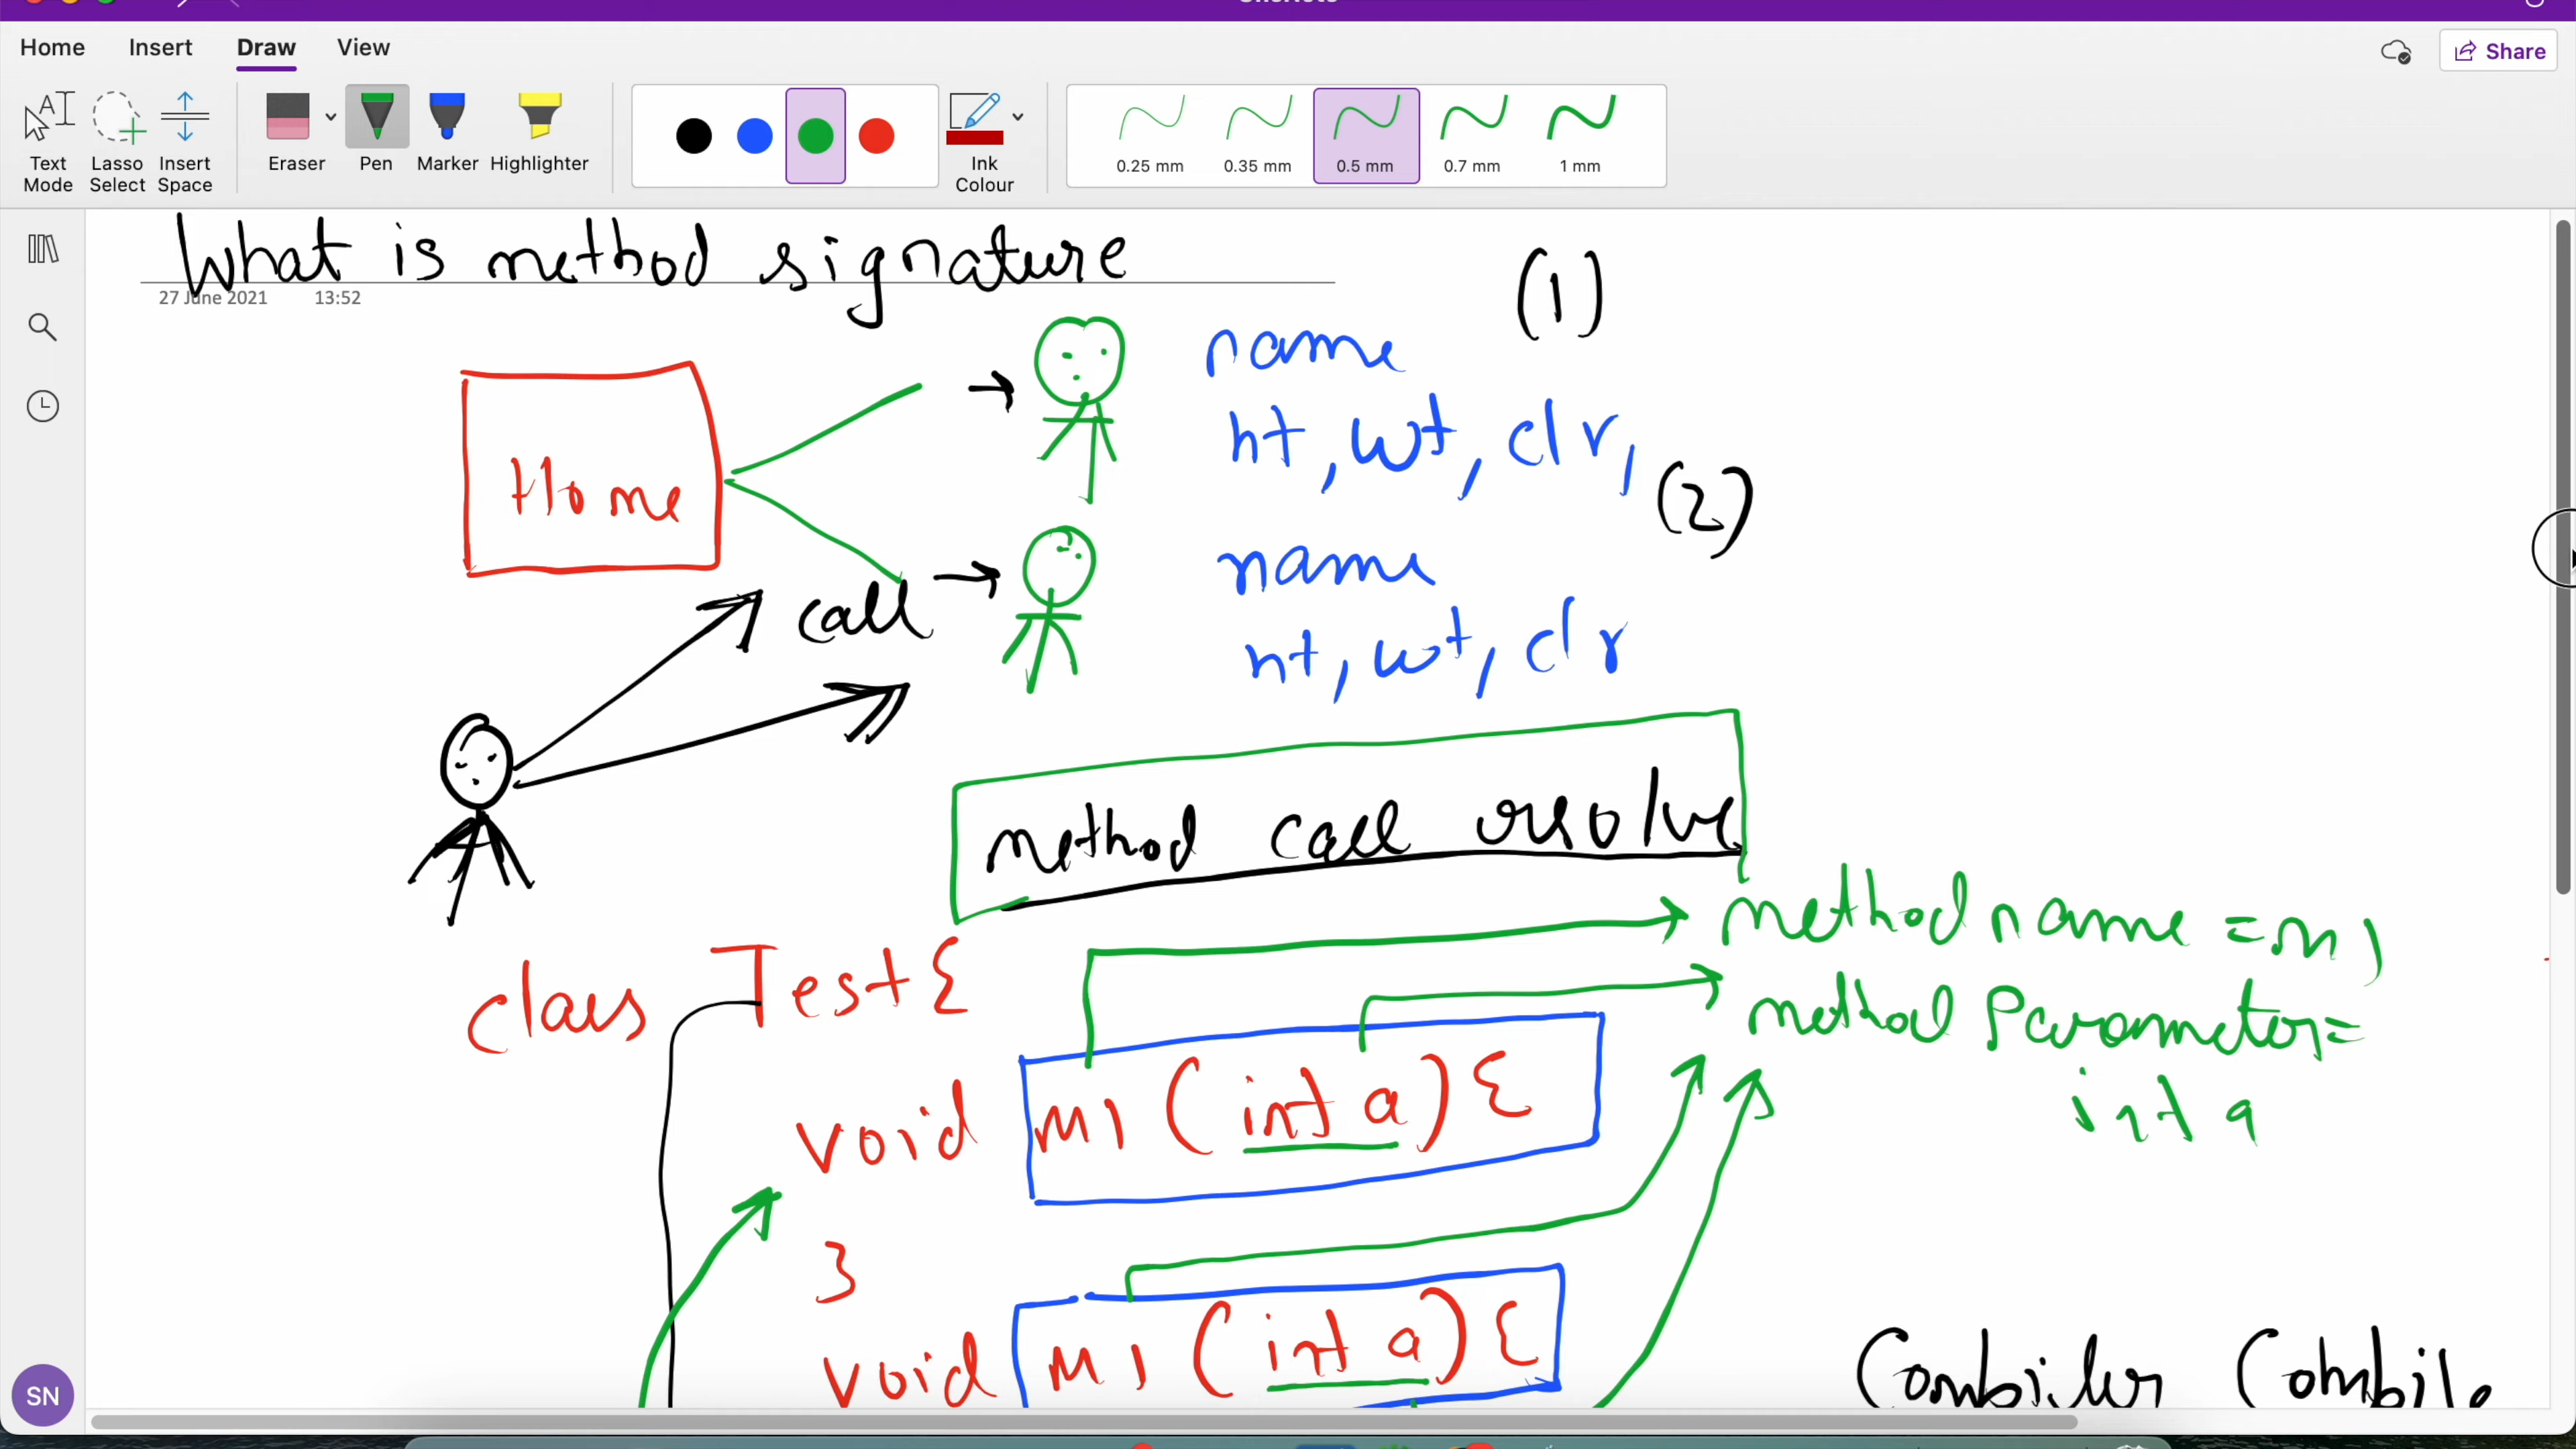 Home Insert Draw View
Share
Text Mode
Lasso Select
Insert Space
Eraser
Pen
Marker
Highlighter
Ink Colour
0.25 mm
0.35 mm
0.5 mm
0.7 mm
1 mm
What is method signature
27 June 2021 13:52
(1)
name
ht, wt, clr,
(2)
Home
name
call
ht, wt, clr
method call resolve
method name = m1
class Test {
method Parameter=
int a
void m1 ( int a) {
}
void m1 ( int a) {
Compiler Compile
SN